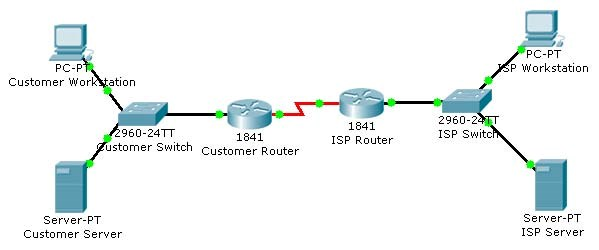 PC-PT
Customer Workstation
2960-24TT
Customer Switch
Server-PT
Customer Server
1841
Customer Router
1841
ISP Router
PC-PT
ISP Workstation
2960-24TT
ISP Switch
Server-PT
ISP Server